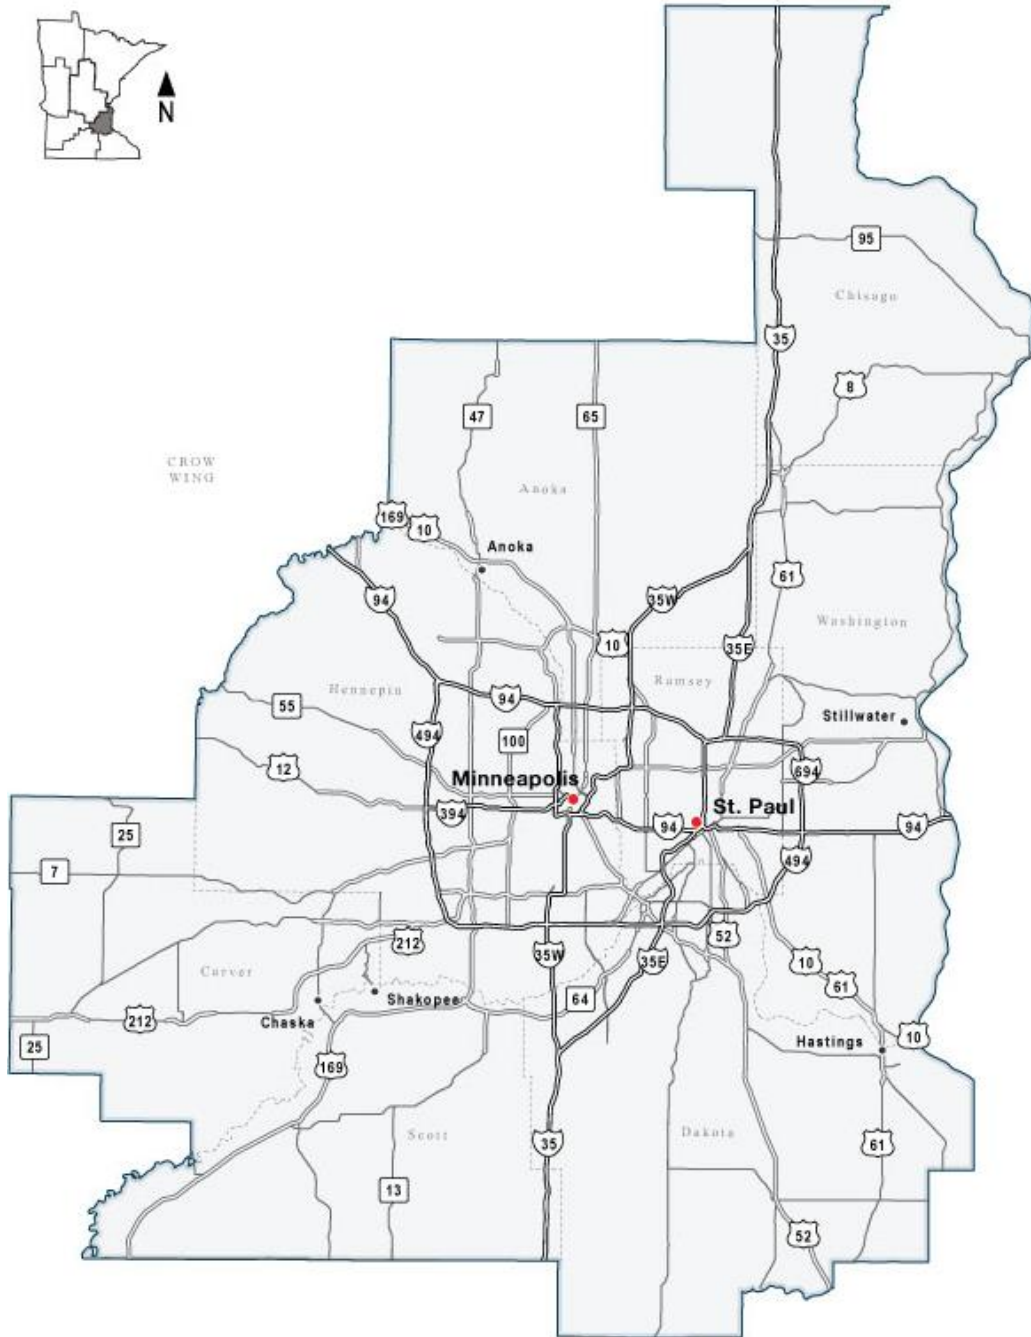 N
95
Chisago
35
8
47
65
CROW
WING
Anoka
169
10
Anoka
61
94
35W
Washington
10
35E
Hennepin
Ramsey
94
55
Stillwater
494
100
12
694
Minneapolis
St. Paul
394
94
94
25
494
7
52
212
35W
35E
10
Carver
61
64
Shakopee
212
Chaska
10
Hastings
25
169
Scott
35
Dakota
61
13
52